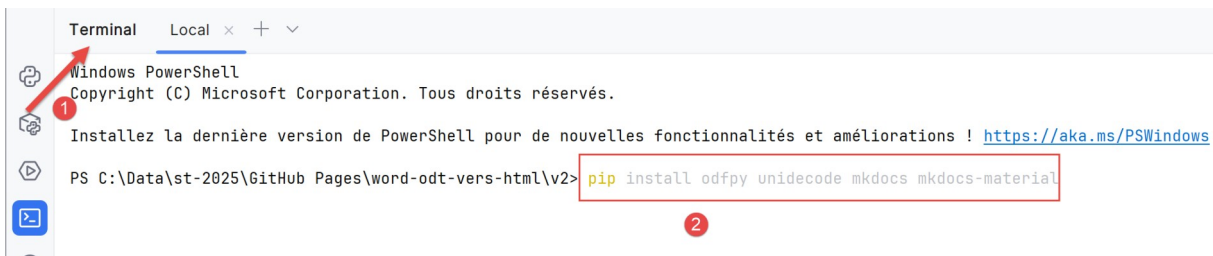 Terminal Local × + ⌄
Windows PowerShell
Copyright (C) Microsoft Corporation. Tous droits réservés.
1
Installez la dernière version de PowerShell pour de nouvelles fonctionnalités et améliorations ! https://aka.ms/PSWindows
PS C:\Data\st-2025\GitHub Pages\word-odt-vers-html\v2> pip install odfpy unidecode mkdocs mkdocs-material
2